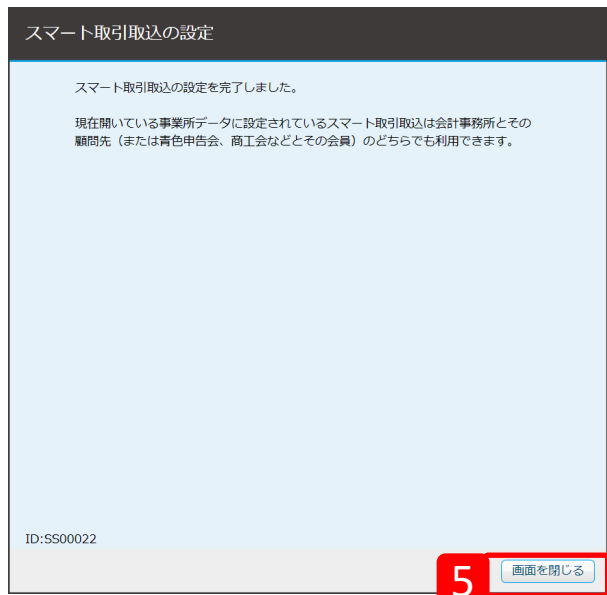 スマート取引取込の設定
スマート取引取込の設定を完了しました。
現在開いている事業所データに設定されているスマート取引取込は会計事務所とその
顧問先（または青色申告会、商工会などとその会員）のどちらでも利用できます。
ID:SS00022
5
画面を閉じる